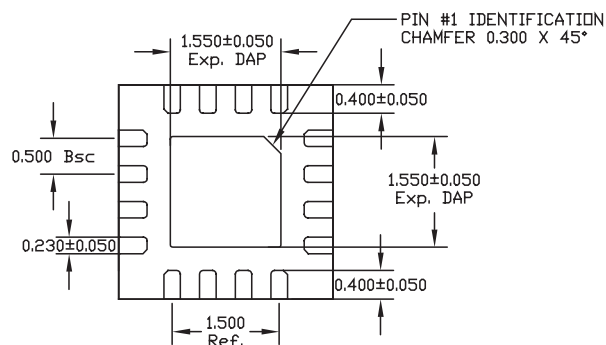 PIN #1 IDENTIFICATION
CHAMFER 0.300 X 45°
1.550±0.050
Exp. DAP
0.400±0.050
0.500 Bsc
1.550±0.050
Exp. DAP
0.230±0.050
0.400±0.050
1.500
Ref.